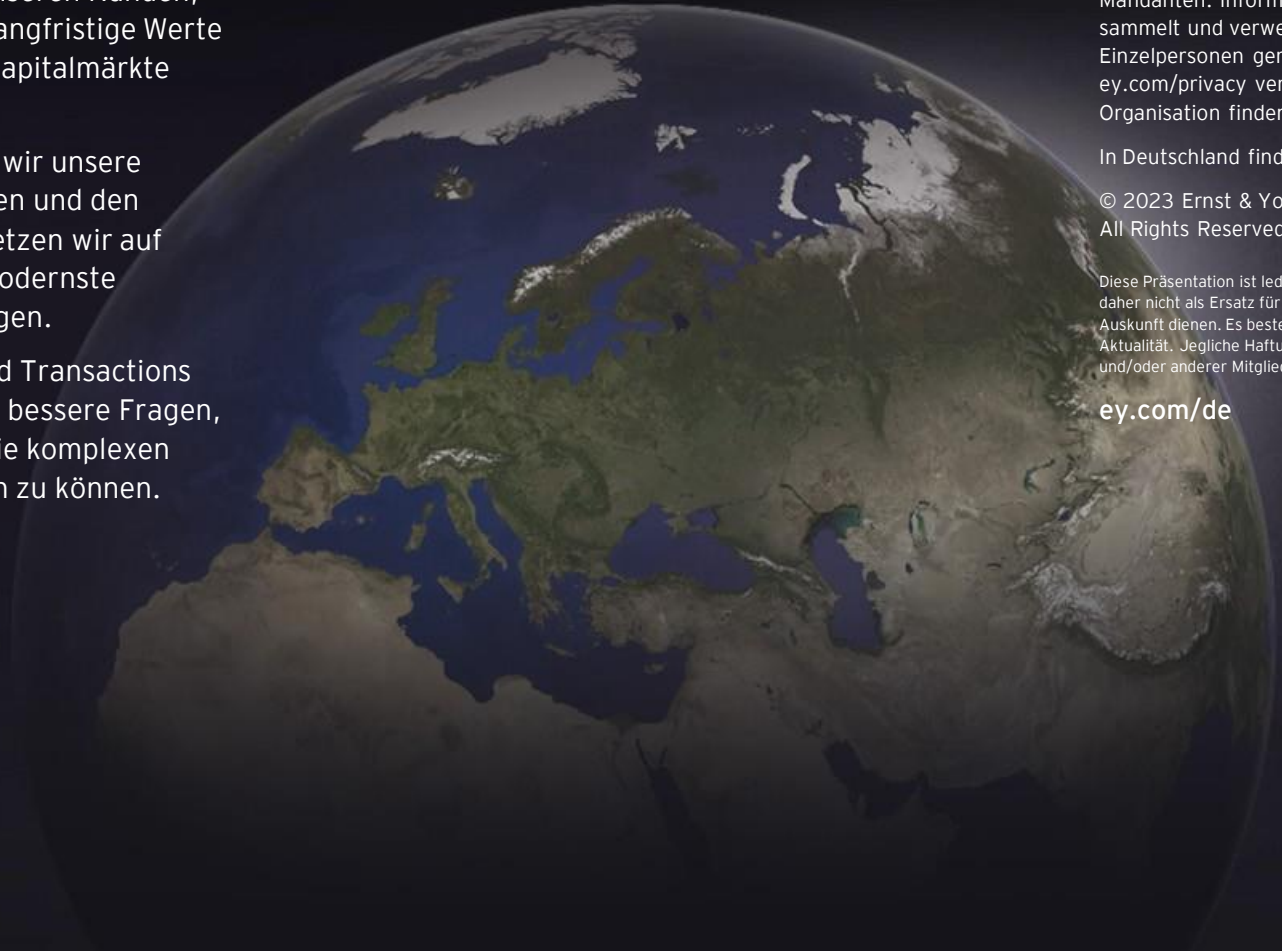 angfristige Werte
apitalmärkte
wir unsere
en und den
etzen wir auf
odernste
gen.
d Transactions
bessere Fragen,
ie komplexen
n zu können.
sammelt und verwe
Einzelpersonen ger
ey.com/privacy ver
Organisation finder
In Deutschland find
© 2023 Ernst & Yo
All Rights Reserved
Diese Präsentation ist led
daher nicht als Ersatz für
Auskunft dienen. Es beste
Aktualität. Jegliche Haftu
und/oder anderer Mitglied
ey.com/de